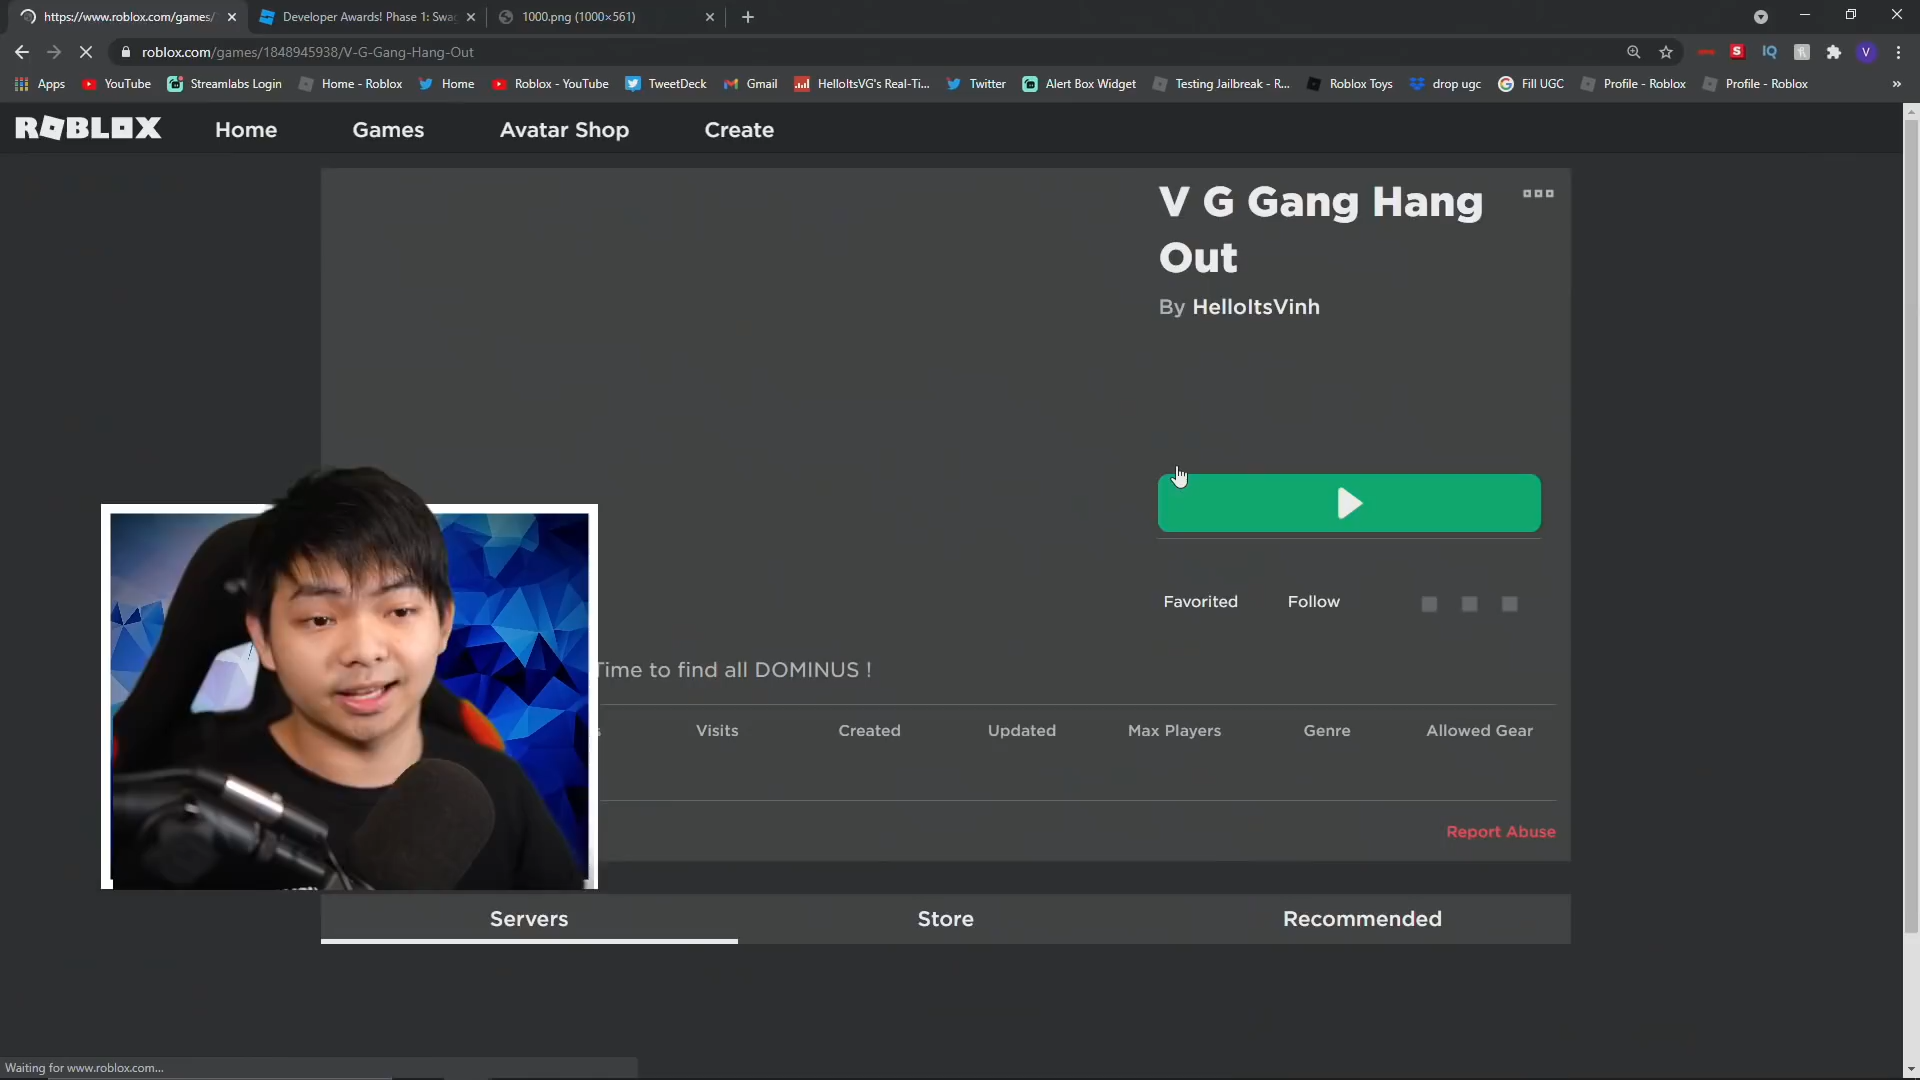 https://www.roblox.com/games/
Developer Awards! Phase 1: Swag
1000.png (1000×561)
roblox.com/games/1848945938/V-G-Gang-Hang-Out
Apps
YouTube
Streamlabs Login
Home - Roblox
Home
Roblox - YouTube
TweetDeck
Gmail
HelloItsVG's Real-Ti...
Twitter
Alert Box Widget
Testing Jailbreak - R...
Roblox Toys
drop ugc
Fill UGC
Profile - Roblox
Profile - Roblox
»
ROBLOX
Home
Games
Avatar Shop
Create
V G Gang Hang
Out
By HelloItsVinh
Favorited
Follow
Time to find all DOMINUS !
Visits
Created
Updated
Max Players
Genre
Allowed Gear
Report Abuse
Servers
Store
Recommended
Waiting for www.roblox.com...